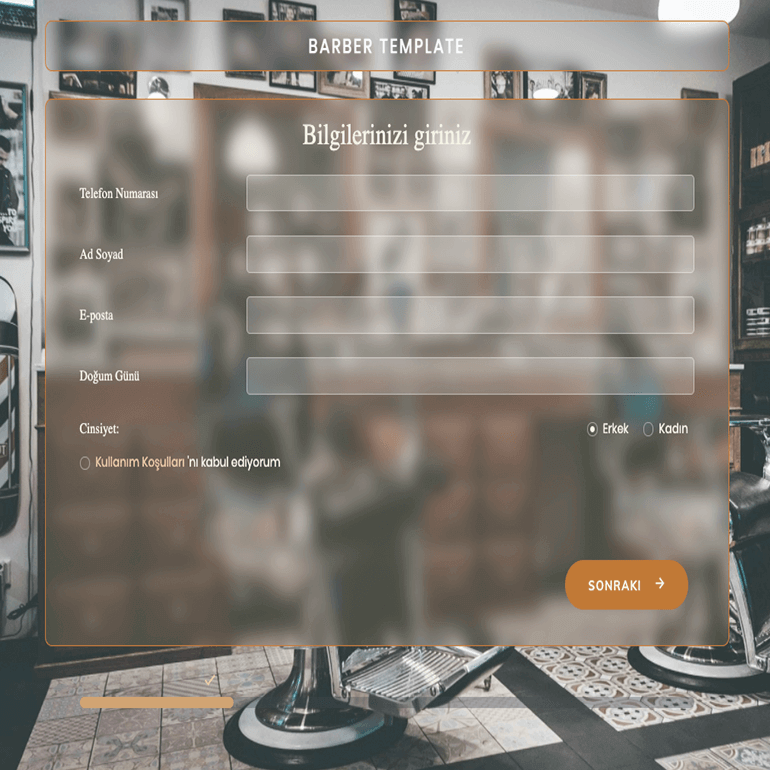 BARBER TEMPLATE
Bilgilerinizi giriniz
Telefon Numarası
Ad Soyad
E-posta
Doğum Günü
Cinsiyet:
Erkek
Kadın
Kullanım Koşulları 'nı kabul ediyorum
SONRAKI